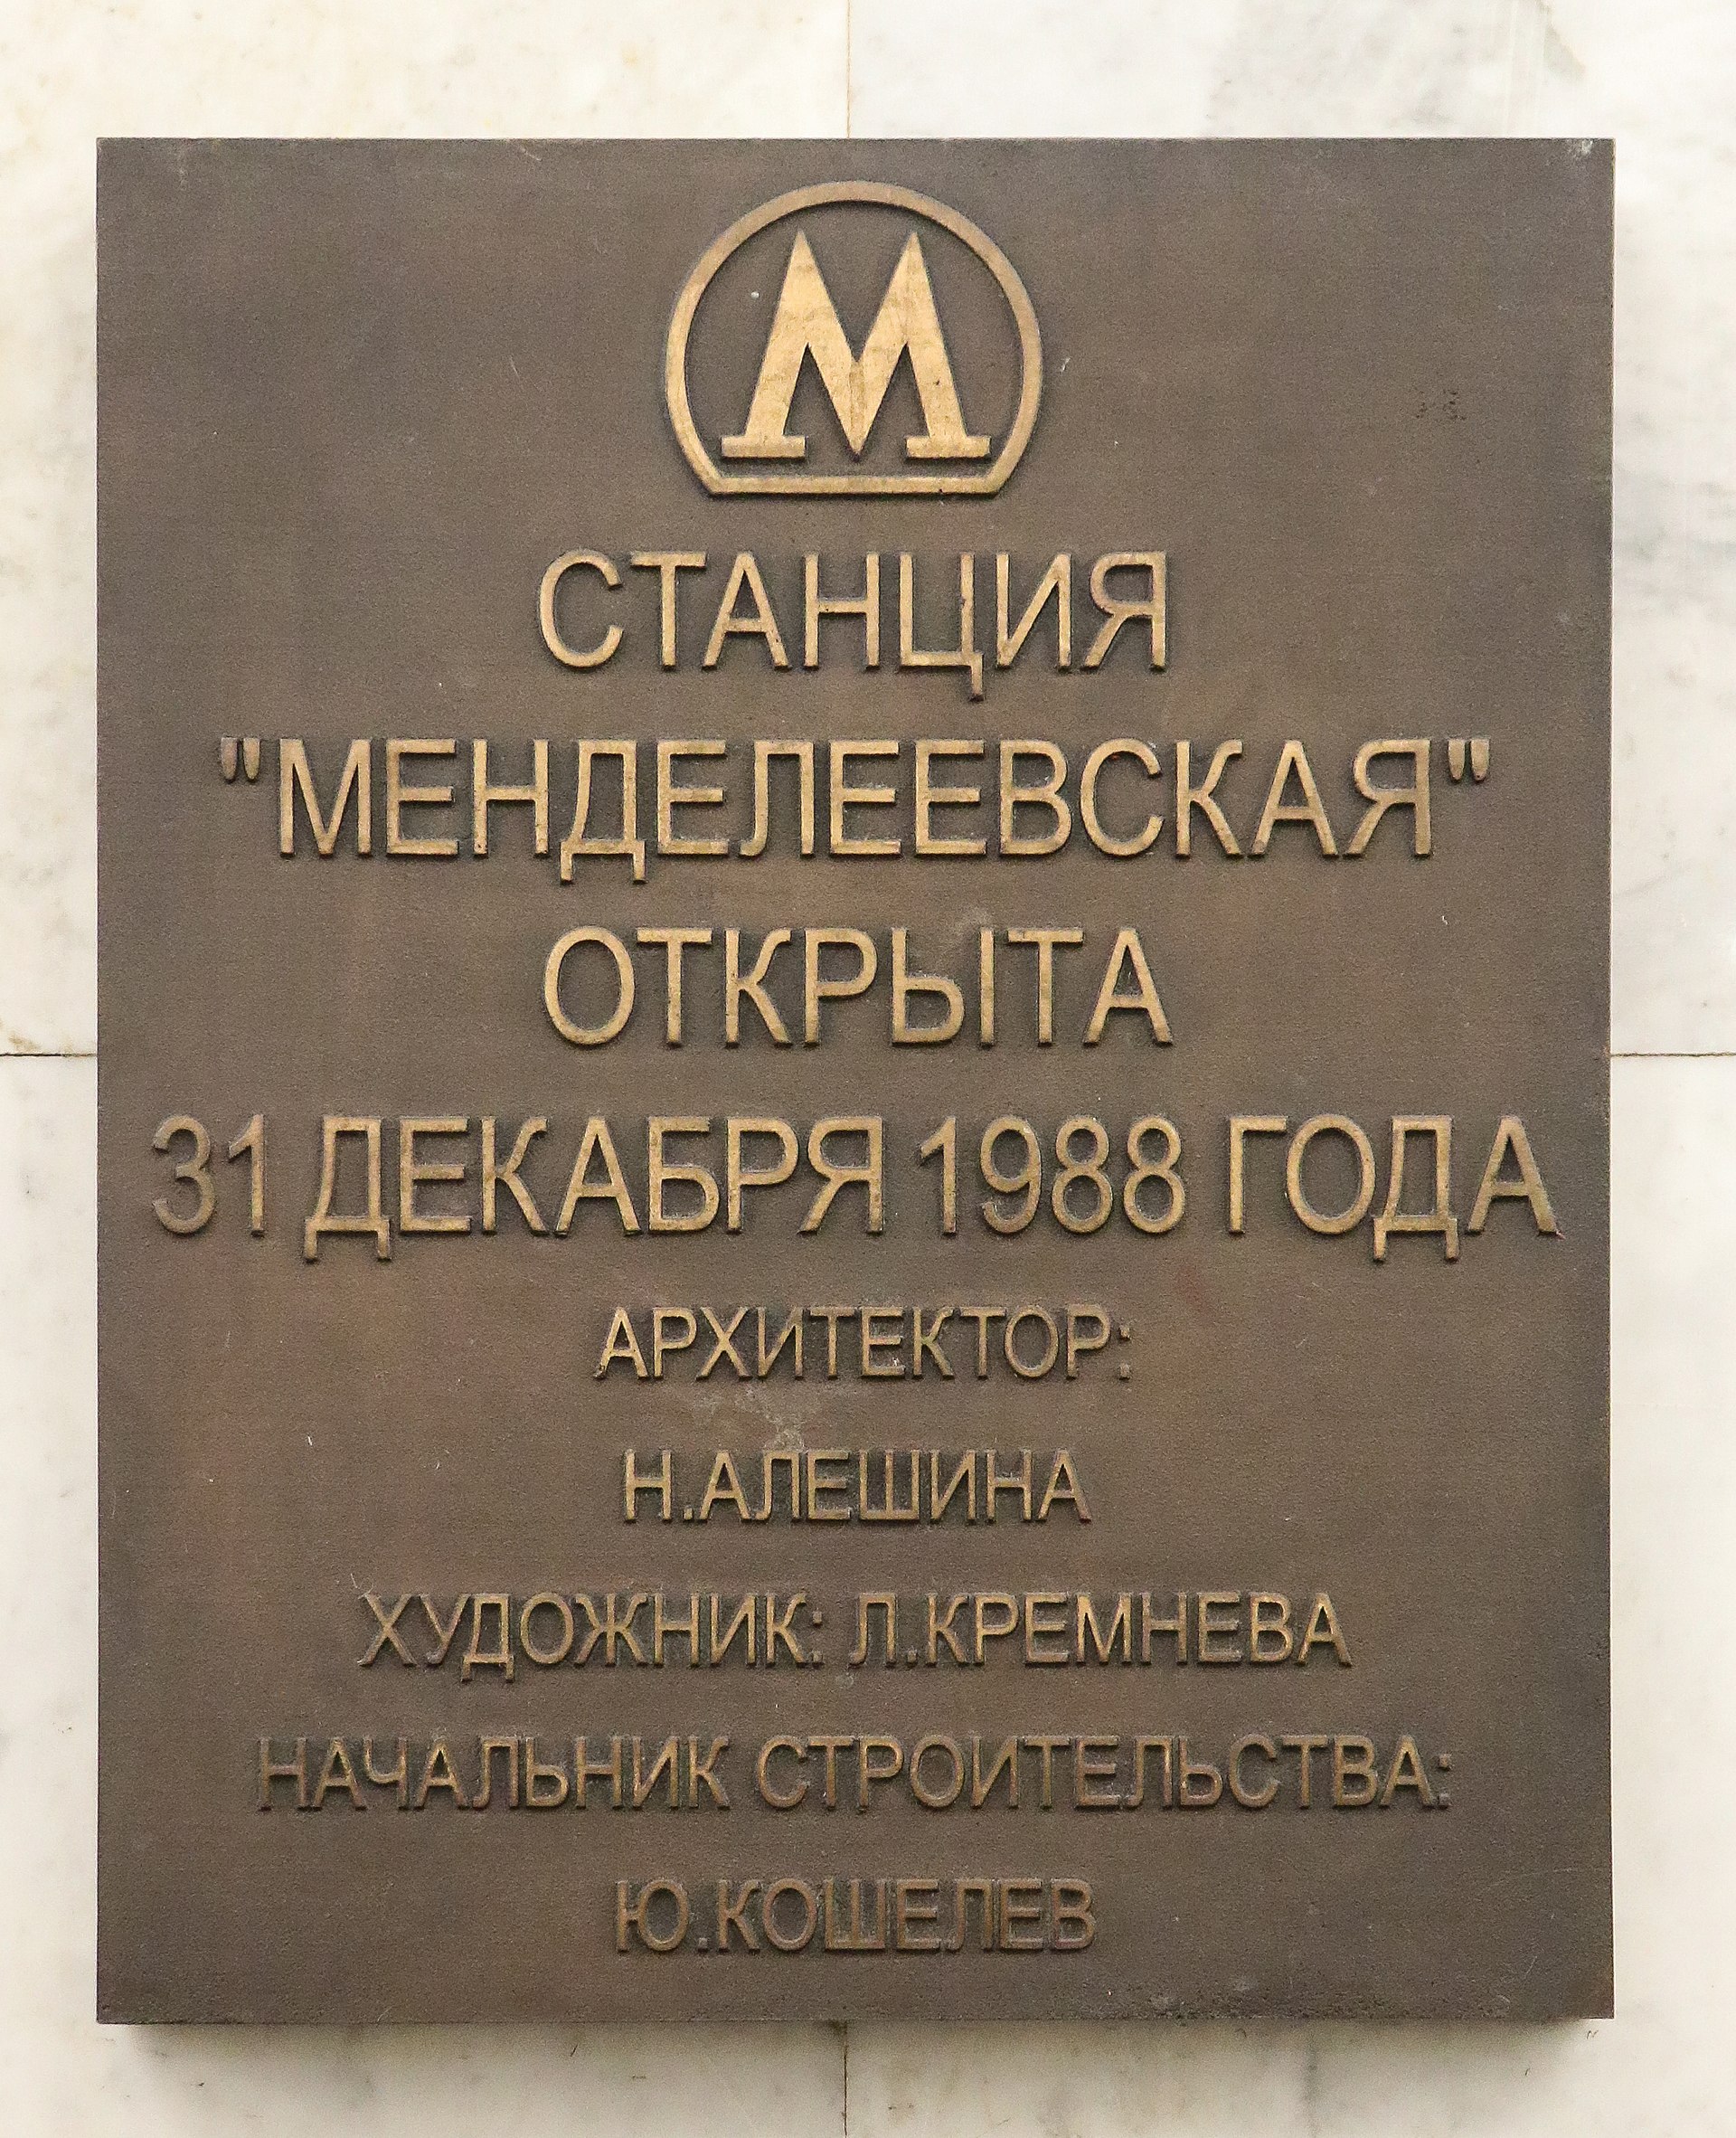 М
СТАНЦИЯ
"МЕНДЕЛЕЕВСКАЯ"
ОТКРЫТА
31 ДЕКАБРЯ 1988 ГОДА
АРХИТЕКТОР:
Н.АЛЕШИНА
ХУДОЖНИК: Л.КРЕМНЕВА
НАЧАЛЬНИК СТРОИТЕЛЬСТВА:
Ю.КОШЕЛЕВ